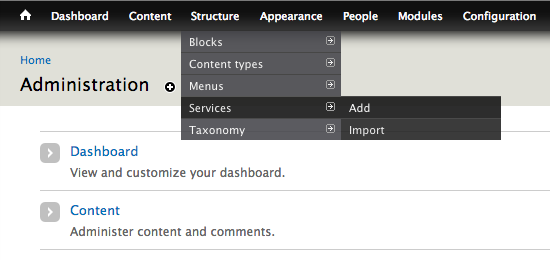 Dashboard Content Structure Appearance People Modules Configuration
Blocks
Home
Content types
Administration
Menus
Services Add
Taxonomy Import
Dashboard
View and customize your dashboard.
Content
Administer content and comments.